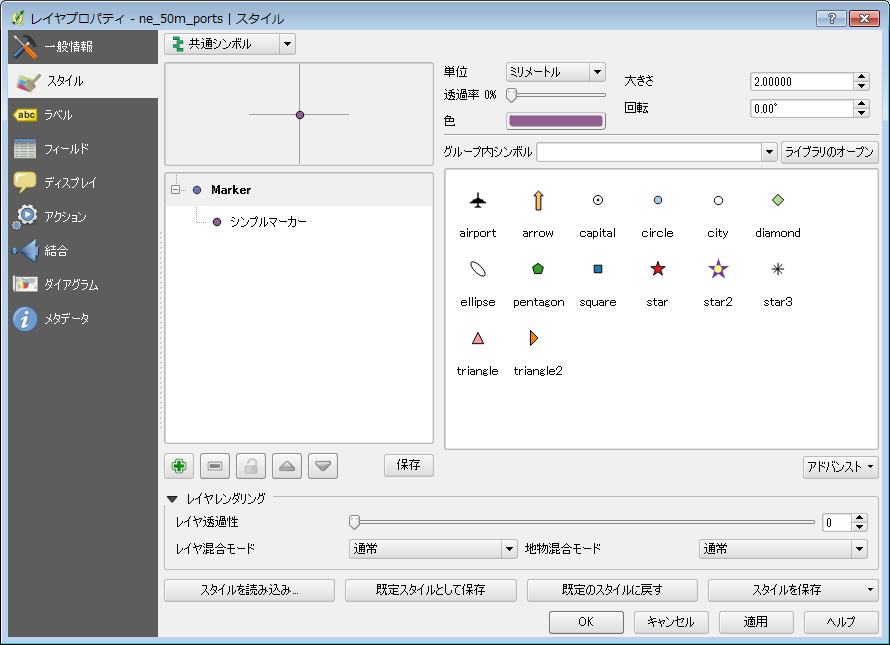 レイヤプロパティ - ne_50m_ports | スタイル
一般情報
スタイル
abc ラベル
フィールド
ディスプレイ
アクション
結合
ダイアグラム
メタデータ
共通シンボル
単位 ミリメートル 大きさ 2.00000
透過率 0% 回転 0.00°
色
グループ内シンボル ライブラリのオープン
Marker
シンプルマーカー
airport arrow capital circle city diamond
ellipse pentagon square star star2 star3
triangle triangle2
保存
アドバンスト
レイヤレンダリング
レイヤ透過性 0
レイヤ混合モード 通常 地物混合モード 通常
スタイルを読み込み... 既定スタイルとして保存 既定のスタイルに戻す スタイルを保存
OK キャンセル 適用 ヘルプ